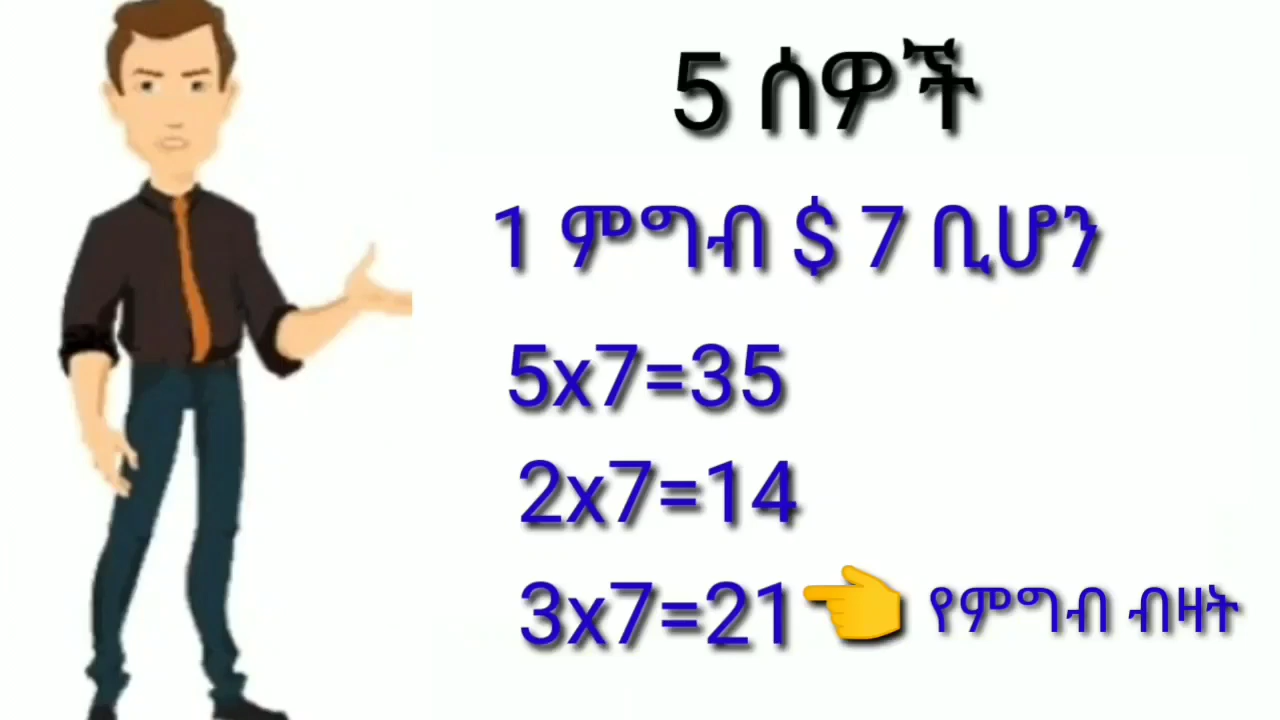 5 ሰዎች
1 ምግብ $ 7 ቢሆን
5x7=35
2x7=14
3x7=21 👈 የምግብ ብዛት